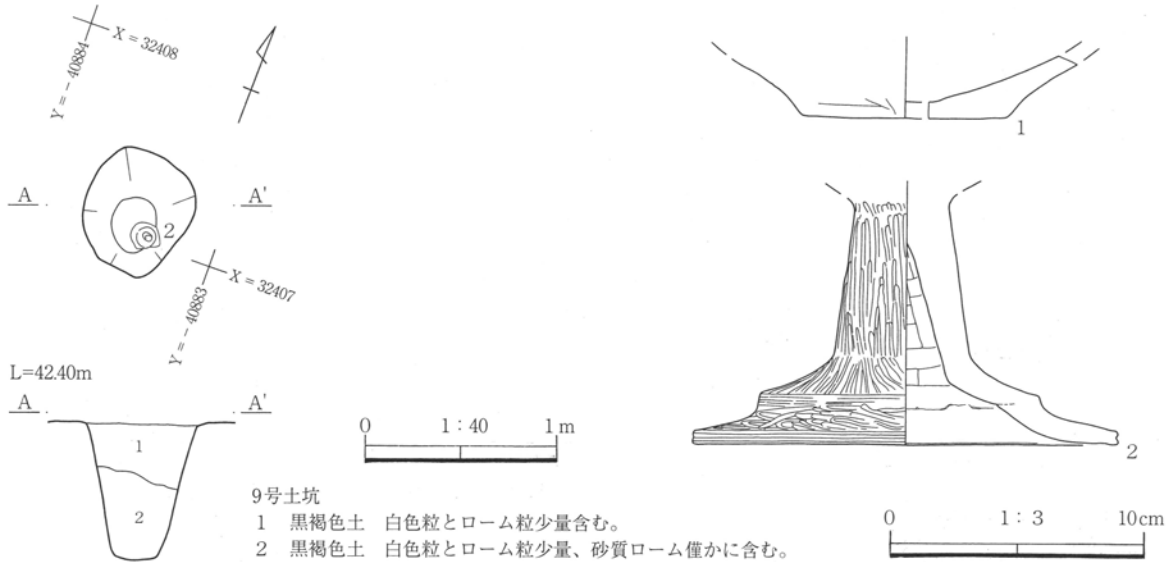 X = 32408
Y = − 40884
A A'
2
X = 32407
Y = − 40883
L=42.40m
A A'
1
2
0 1：40 1 m
9号土坑
1 黒褐色土 白色粒とローム粒少量含む。
2 黒褐色土 白色粒とローム粒少量、砂質ローム僅かに含む。
1
2
0 1：3 10cm